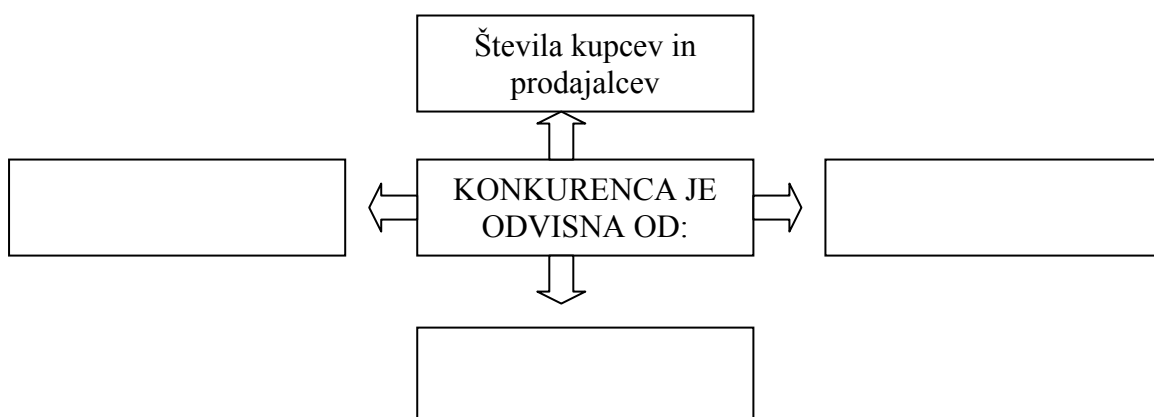 Števila kupcev in
prodajalcev
KONKURENCA JE
ODVISNA OD: